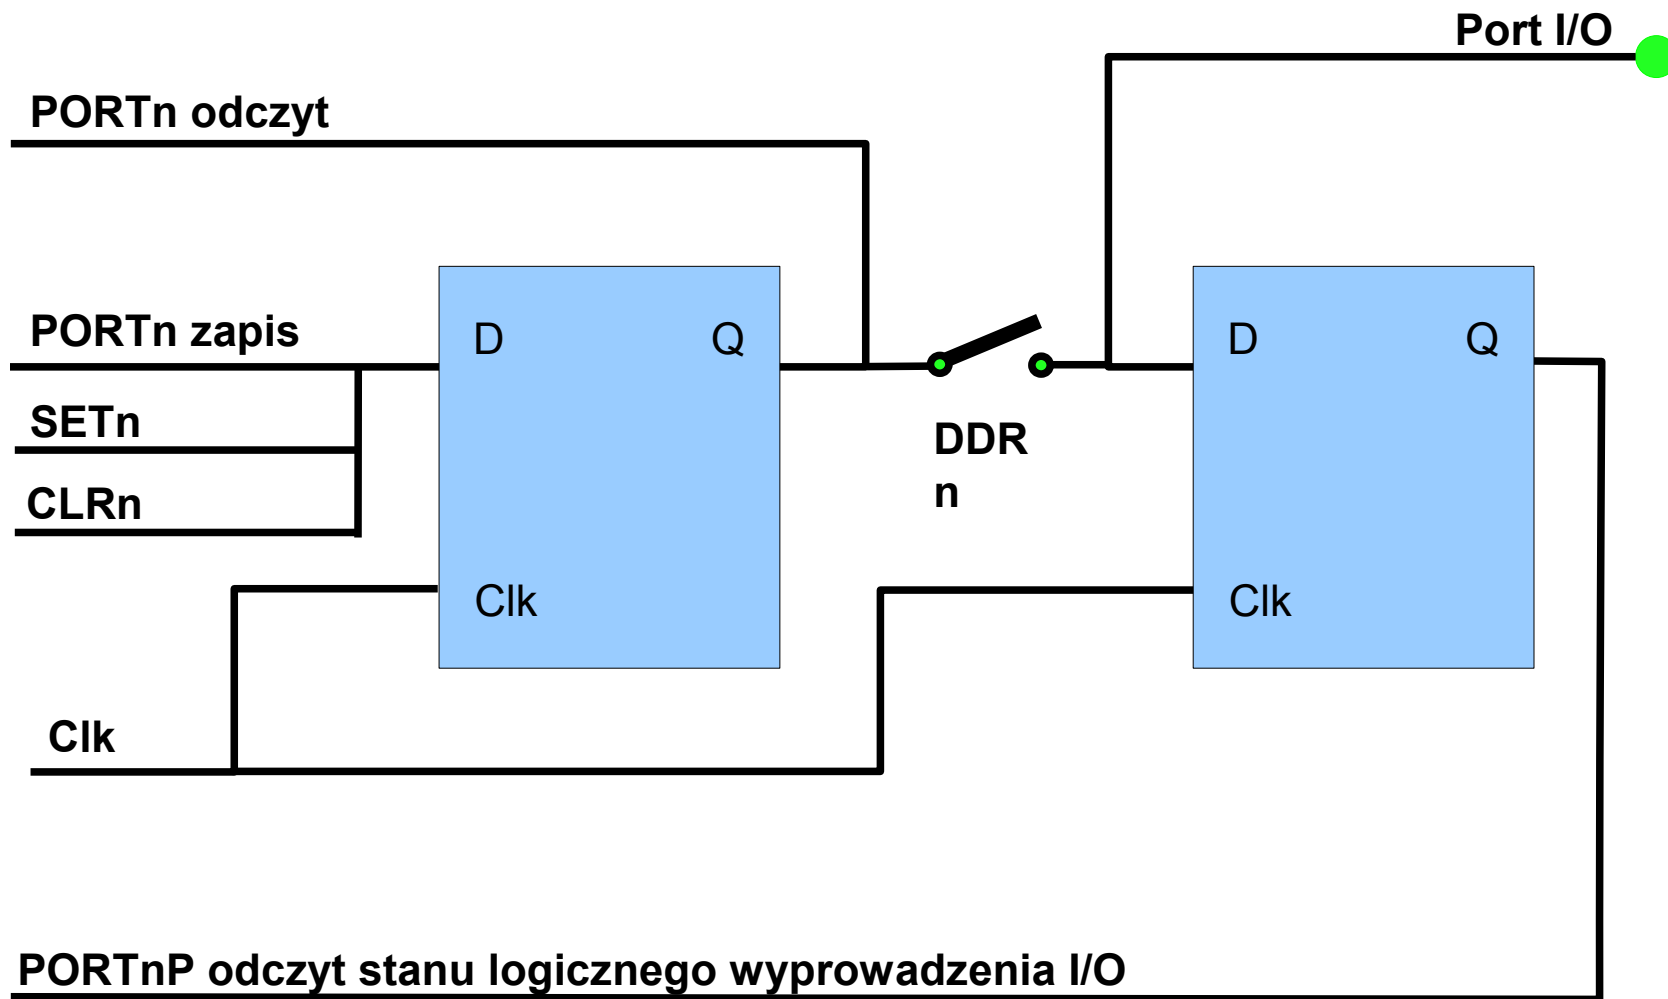 Port I/O
PORTn odczyt
PORTn zapis
D
Q
D
Q
SETn
CLRn
DDR
n
Clk
Clk
Clk
PORTnP odczyt stanu logicznego wyprowadzenia I/O